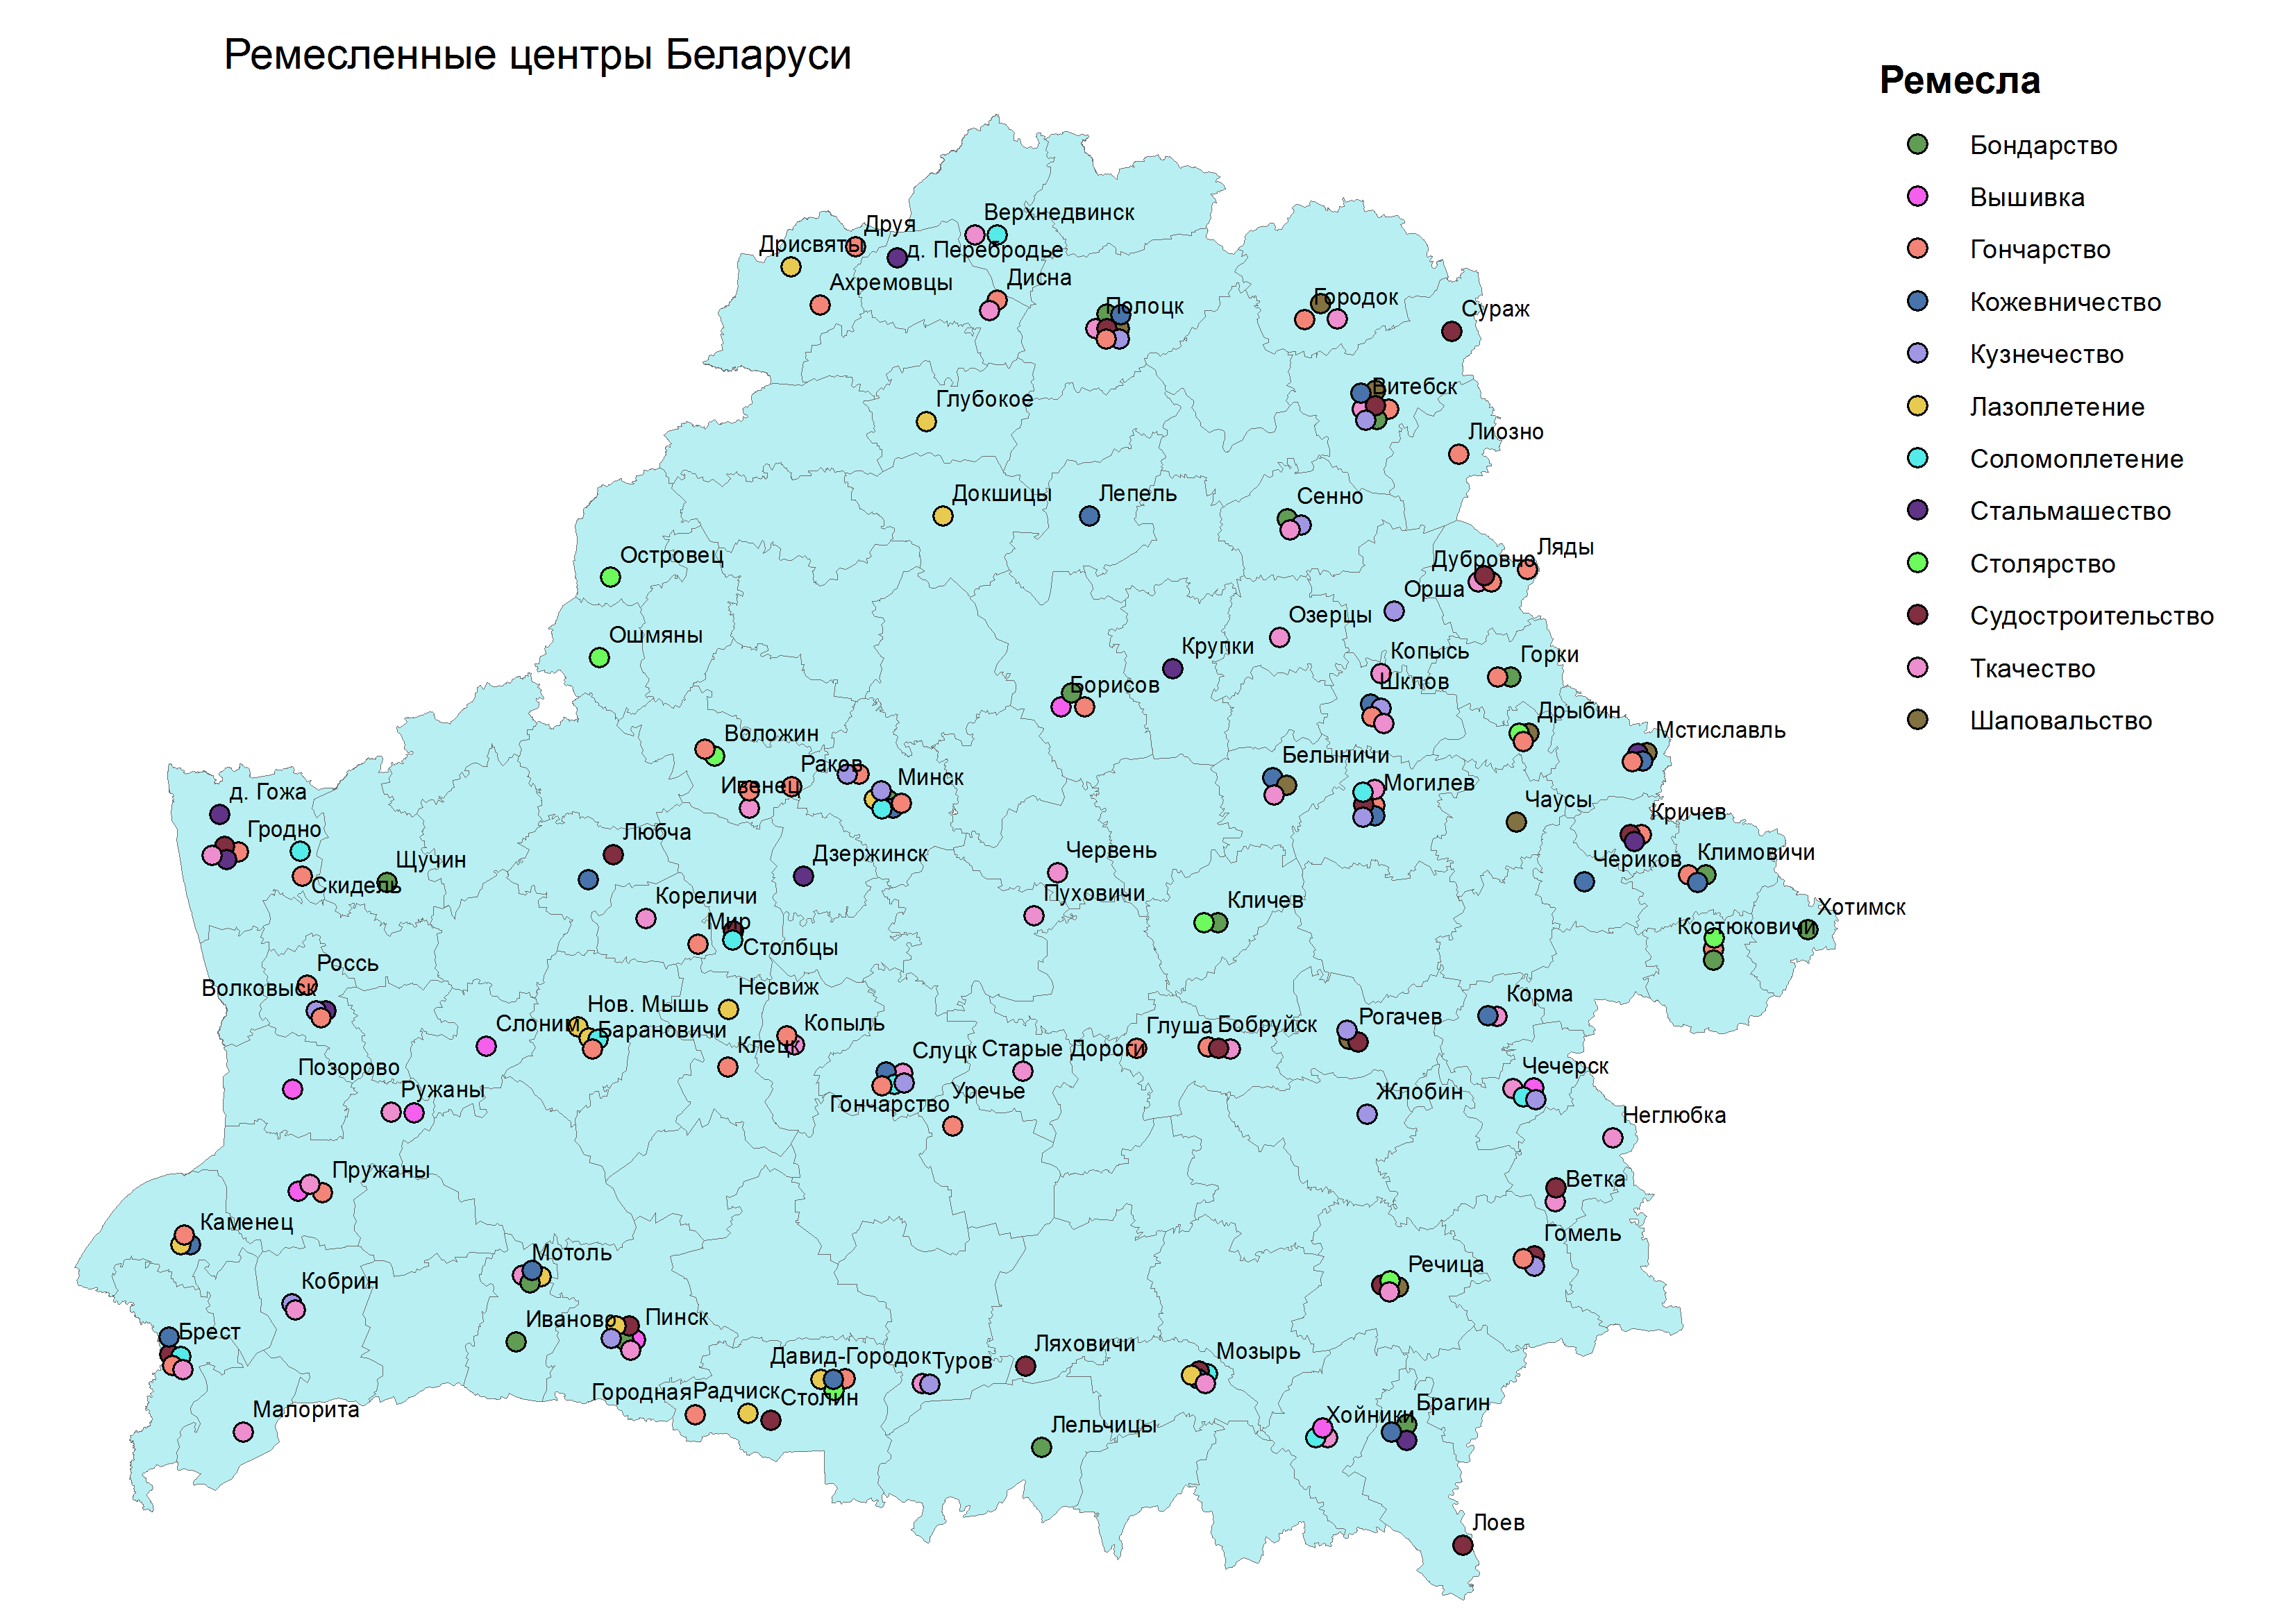 Ремесленные центры Беларуси
Ремесла
Бондарство
Вышивка
Гончарство
Кожевничество
Кузнечество
Лазоплетение
Соломоплетение
Стальмашество
Столярство
Судостроительство
Ткачество
Шаповальство
Верхнедвинск
Друя
Дрисвяты
д. Перебродье
Ахремовцы
Дисна
Полоцк
Городок
Сураж
Витебск
Глубокое
Лиозно
Докшицы
Лепель
Сенно
Островец
Дубровно
Ляды
Орша
Озерцы
Ошмяны
Крупки
Копысь
Горки
Борисов
Шклов
Воложин
Дрыбин
Мстиславль
Раков
Белыничи
Минск
Ивенец
Могилев
д. Гожа
Чаусы
Кричев
Гродно
Любча
Дзержинск
Червень
Чериков
Климовичи
Щучин
Скидель
Кореличи
Пуховичи
Кличев
Хотимск
Мир
Костюковичи
Столбцы
Россь
Волковыск
Несвиж
Нов. Мышь
Корма
Слоним
Барановичи
Копыль
Глуша
Бобруйск
Рогачев
Клецк
Слуцк
Старые Дороги
Позорово
Чечерск
Ружаны
Гончарство
Уречье
Жлобин
Неглюбка
Пружаны
Ветка
Каменец
Гомель
Мотоль
Речица
Кобрин
Иваново
Пинск
Брест
Ляховичи
Мозырь
Давид-Городок
Туров
Городная
Радчиск
Столин
Малорита
Лельчицы
Хойники
Брагин
Лоев